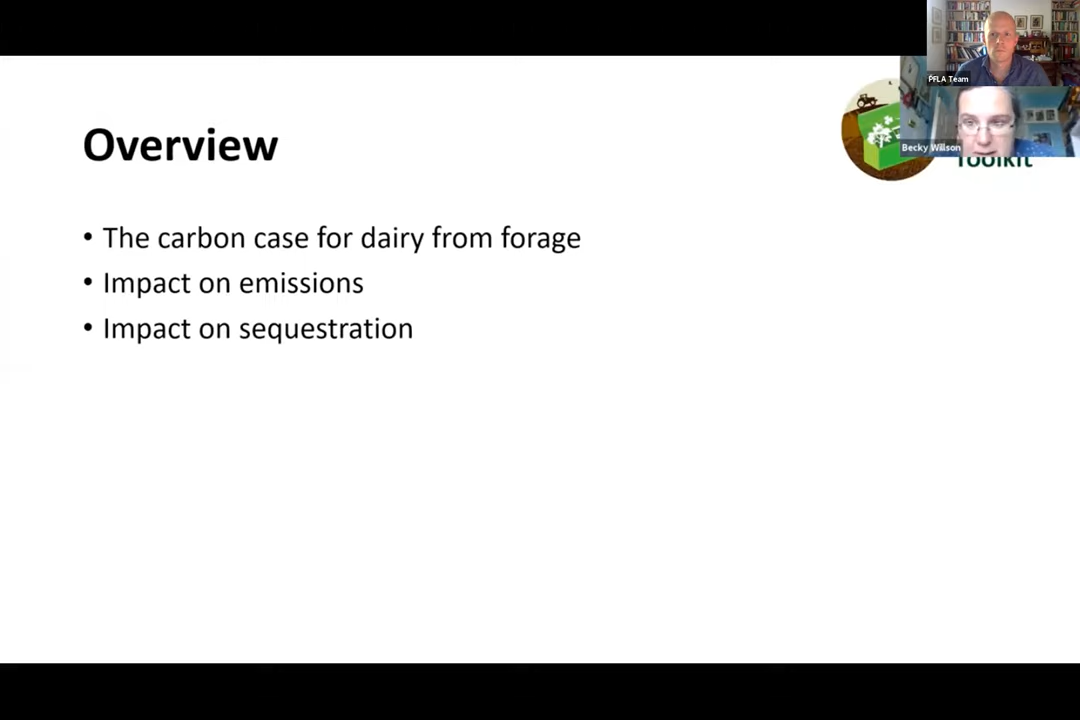 PFLA Team
Becky Willson
Toolkit
Overview
• The carbon case for dairy from forage
• Impact on emissions
• Impact on sequestration